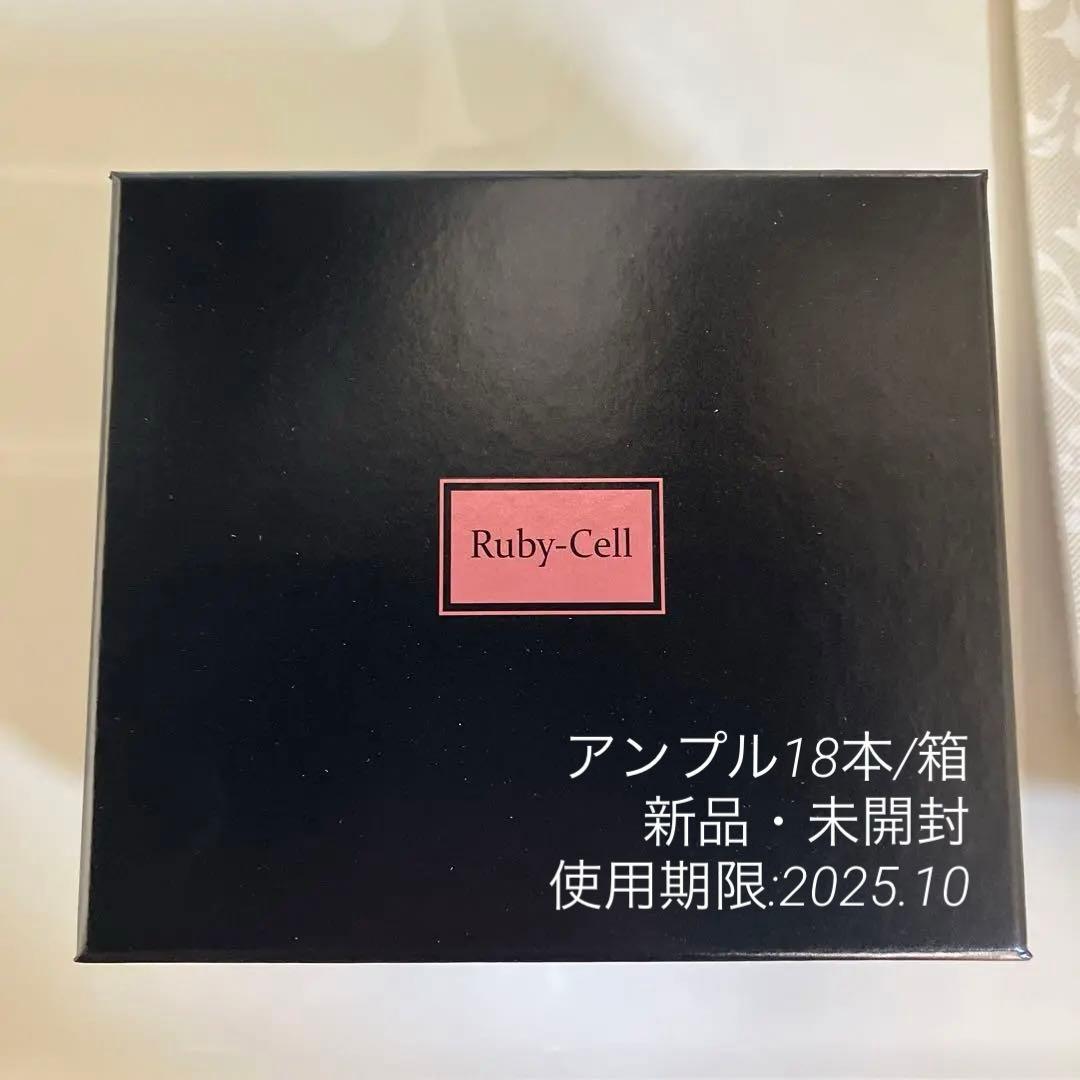 Ruby-Cell
アンプル18本/箱
新品・未開封
使用期限:2025.10